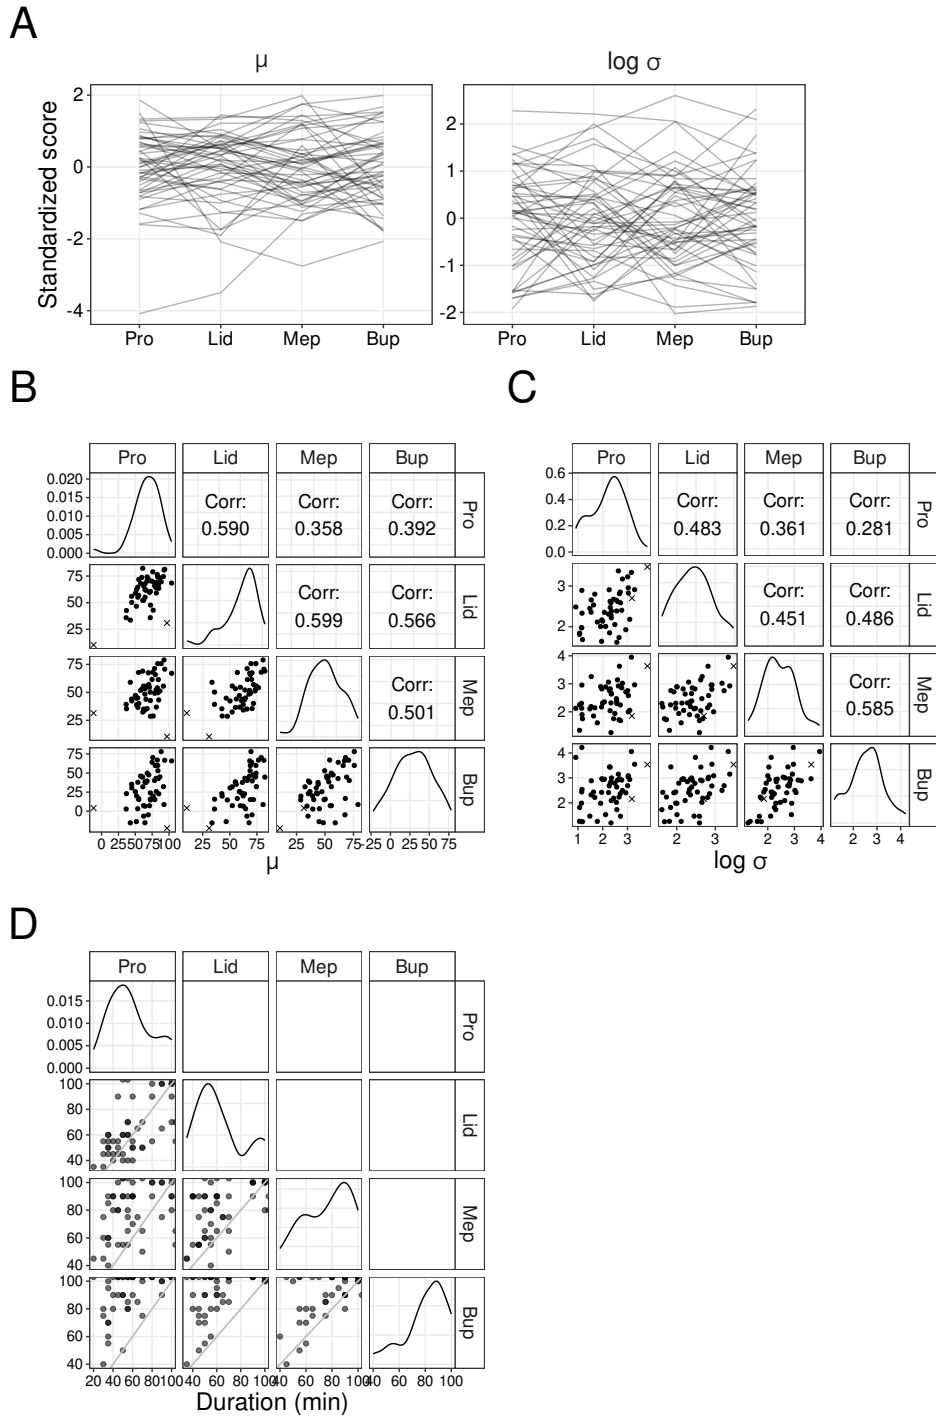 A
μ
log σ
Standardized score
2
0
-2
-4
2
1
0
-1
-2
Pro Lid Mep Bup
Pro Lid Mep Bup
B
C
Pro Lid Mep Bup
0.020
0.015
0.010
0.005
0.000
Corr:
0.590
Corr:
0.358
Corr:
0.392
Pro
75
50
25
Corr:
0.599
Corr:
0.566
Lid
75
50
25
Corr:
0.501
Mep
75
50
25
0
Bup
0 25 50 75 100
25 50 75
25 50 75
-25 0 25 50 75
μ
Pro Lid Mep Bup
0.6
0.4
0.2
0.0
Corr:
0.483
Corr:
0.361
Corr:
0.281
Pro
3
2
Corr:
0.451
Corr:
0.486
Lid
4
3
2
Corr:
0.585
Mep
4
3
2
Bup
1 2 3
2 3
2 3 4
2 3 4
log σ
D
Pro Lid Mep Bup
0.015
0.010
0.005
0.000
Pro
100
80
60
40
Lid
100
80
60
40
Mep
100
80
60
40
Bup
20 40 60 80 100
40 60 80 100
40 60 80 100
40 60 80 100
Duration (min)